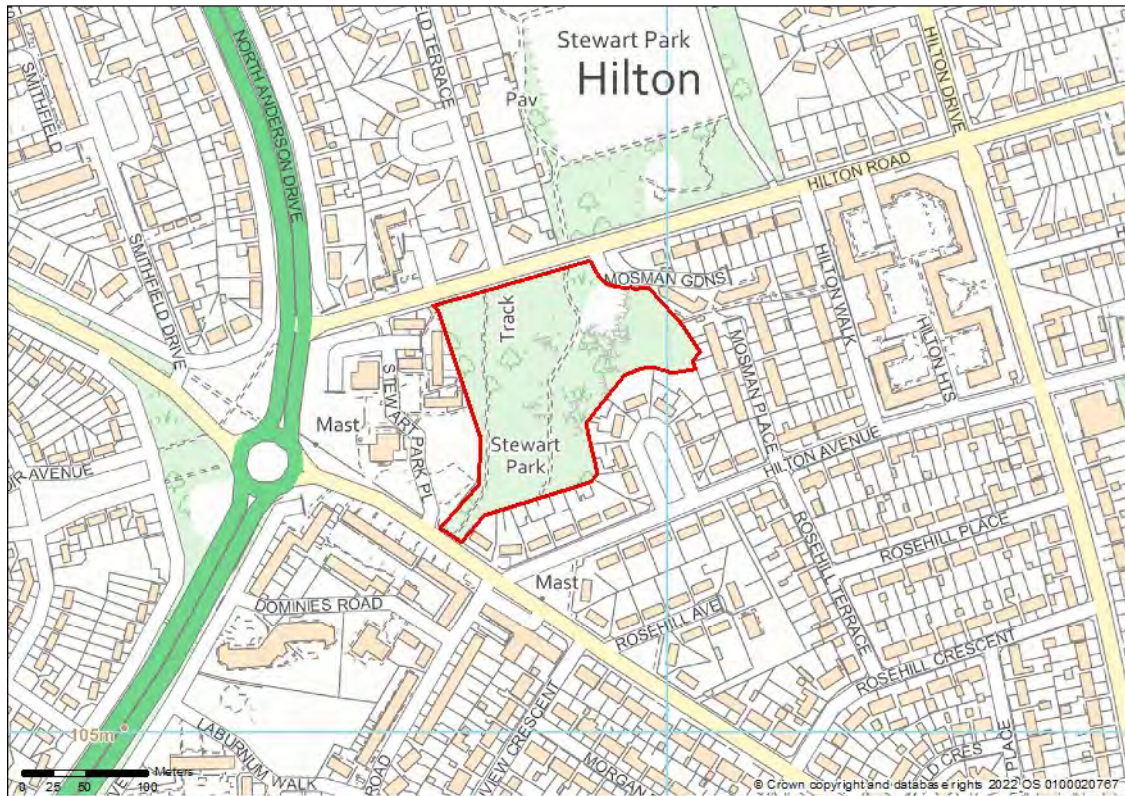 Stewart Park
Hilton
Pav
SMITHFIELD
NORTH ANDERSON DRIVE
TERRACE
HILTON DRIVE
HILTON ROAD
SMITHFIELD DRIVE
MOSMAN GDNS
Track
HILTON WALK
HILTON HTS
MOSMAN PLACE
STEWART PARK PL
Mast
Stewart
Park
AVENUE
HILTON AVENUE
ROSEHILL PLACE
ROSEHILL TERRACE
Mast
DOMINIES ROAD
ROSEHILL AVE
ROSEHILL CRESCENT
105m
LABURNUM WALK
ROAD
VIEW CRESCENT
MORGAN
CRES
PLACE
Meters
0 25 50 100
© Crown copyright and database rights 2022 OS 0100020767